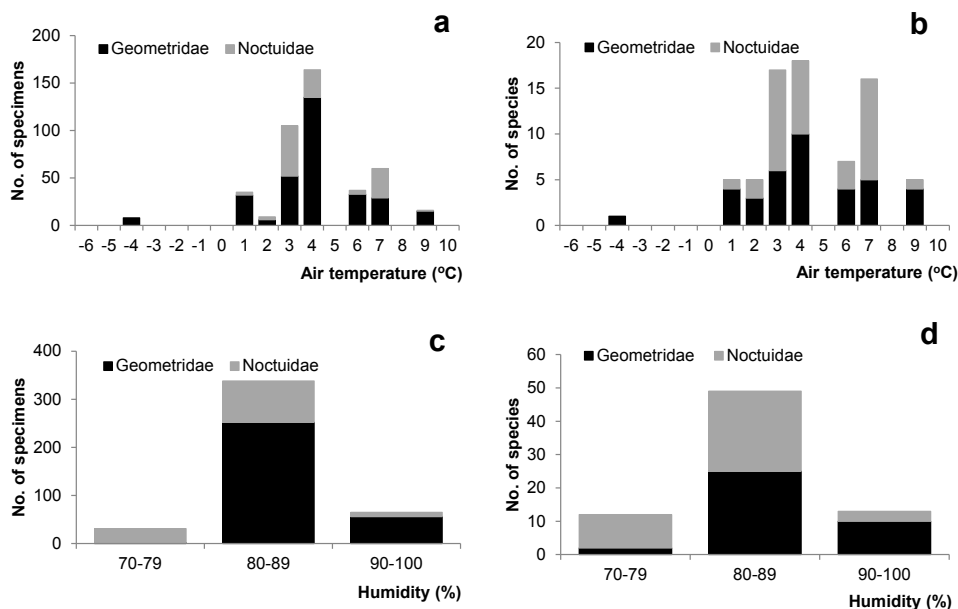 a
Geometridae Noctuidae
No. of specimens
200
150
100
50
0
-6 -5 -4 -3 -2 -1 0 1 2 3 4 5 6 7 8 9 10
Air temperature (ºC)
b
Geometridae Noctuidae
No. of species
20
15
10
5
0
-6 -5 -4 -3 -2 -1 0 1 2 3 4 5 6 7 8 9 10
Air temperature (ºC)
c
Geometridae Noctuidae
No. of specimens
400
300
200
100
0
70-79 80-89 90-100
Humidity (%)
d
Geometridae Noctuidae
No. of species
60
50
40
30
20
10
0
70-79 80-89 90-100
Humidity (%)